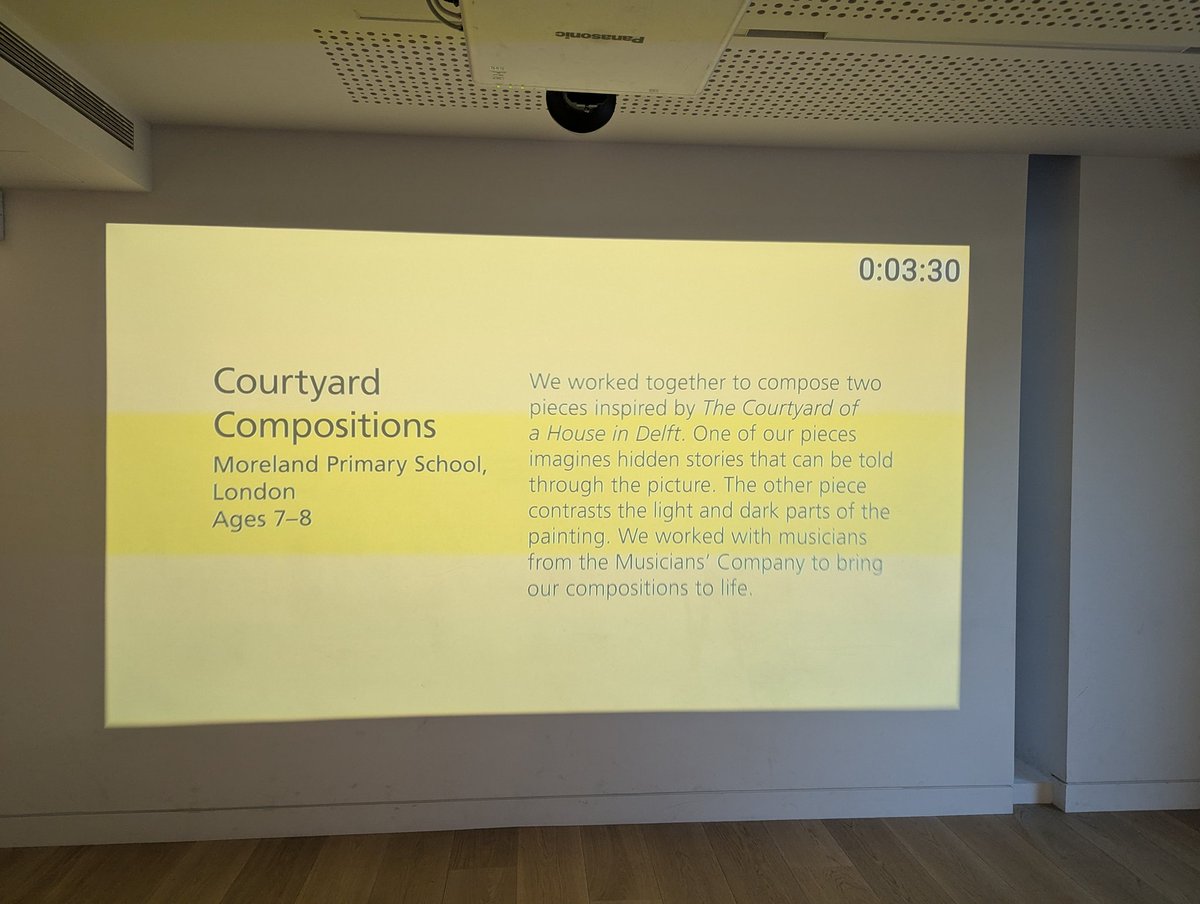 Panasonic
0:03:30
Courtyard
Compositions
Moreland Primary School,
London
Ages 7–8
We worked together to compose two
pieces inspired by The Courtyard of
a House in Delft. One of our pieces
imagines hidden stories that can be told
through the picture. The other piece
contrasts the light and dark parts of the
painting. We worked with musicians
from the Musicians’ Company to bring
our compositions to life.